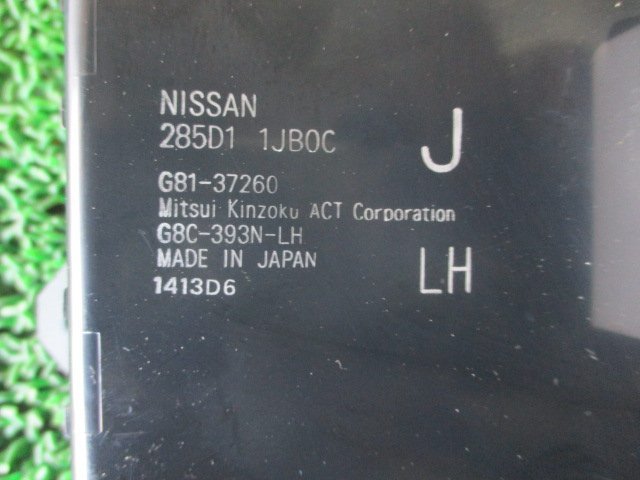 NISSAN
285D1 1JB0C
J
G81-37260
Mitsui Kinzoku ACT Corporation
G8C-393N-LH
MADE IN JAPAN
LH
1413D6